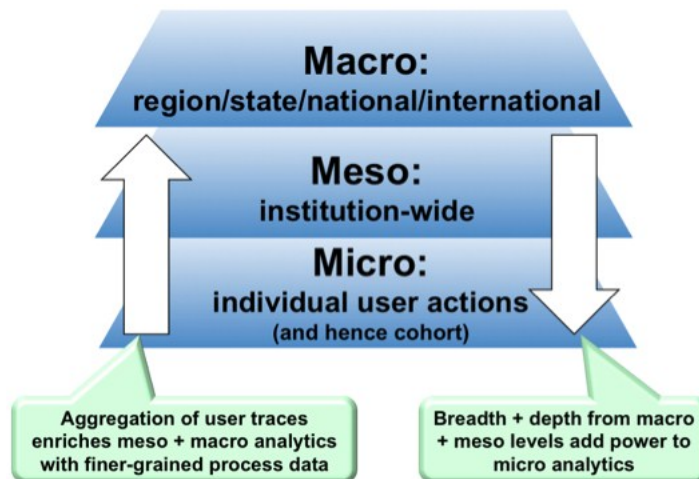 Macro:
region/state/national/international
Meso:
institution-wide
Micro:
individual user actions
(and hence cohort)
Aggregation of user traces
enriches meso + macro analytics
with finer-grained process data
Breadth + depth from macro
+ meso levels add power to
micro analytics